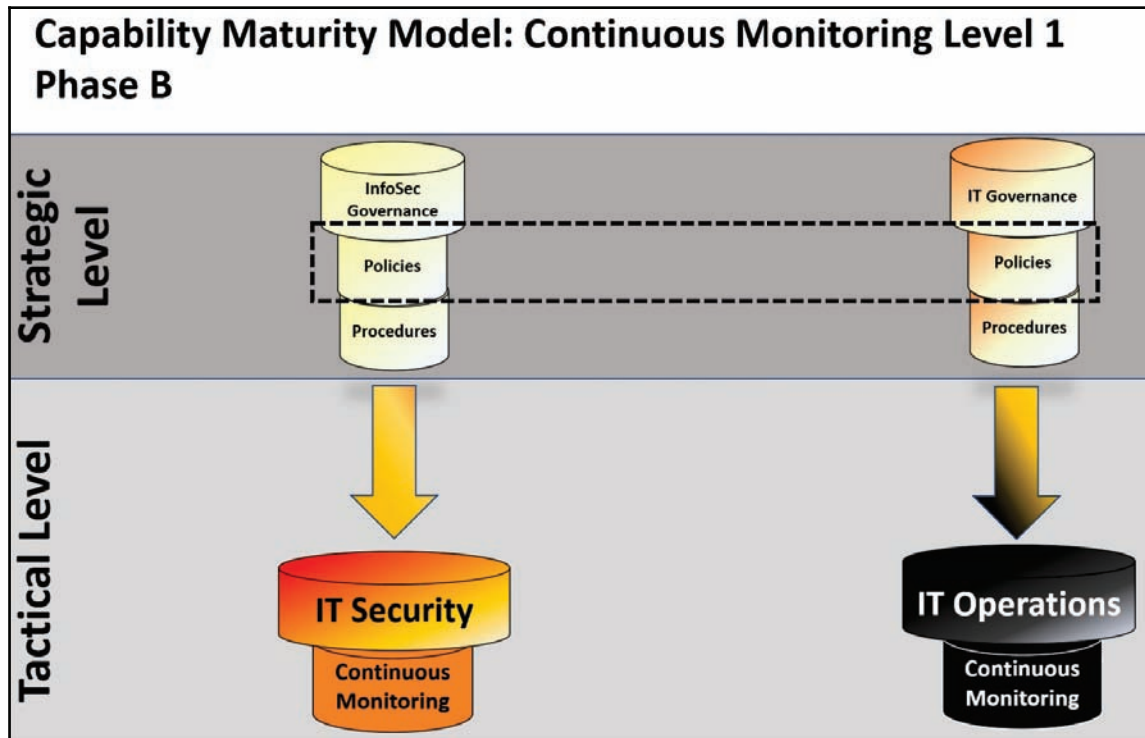 Capability Maturity Model: Continuous Monitoring Level 1
Phase B
Strategic
Level
InfoSec
Governance
Policies
Procedures
IT Governance
Policies
Procedures
Tactical Level
IT Security
Continuous
Monitoring
IT Operations
Continuous
Monitoring